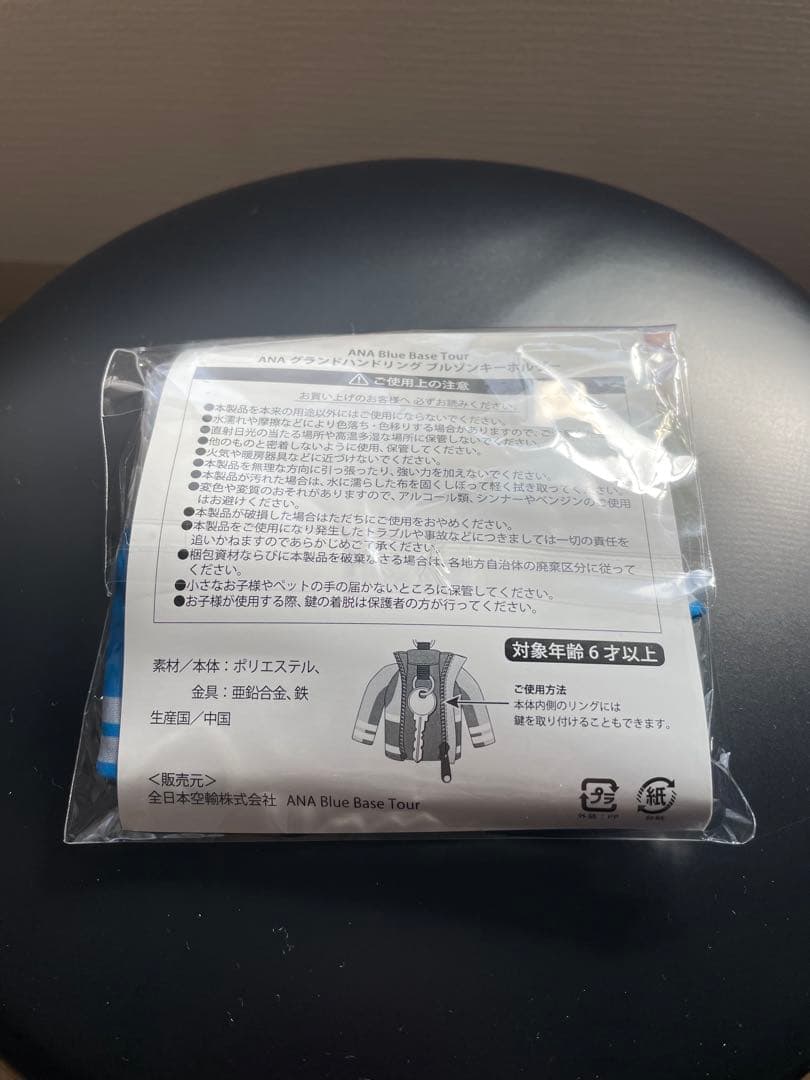 ANA Blue Base Tour
ANA グランドハンドリング ブルゾンキーホル
ご使用上の注意
お買い上げのお客様へ 必ずお読みください。
●本製品を本来の用途以外にはご使用にならないでください。
●水濡れや摩擦などにより色落ち・色移りする場合がありますので、ご
●直射日光の当たる場所や高温多湿な場所に保管しないでください。
●他のものと密着しないように使用、保管してください。
●火気や暖房器具などに近づけないでください。
●本製品を無理な方向に引っ張ったり、強い力を加えないでください。
●本製品が汚れた場合は、水に濡らした布を固くしぼって軽く拭き取ってください。
●変色や変質のおそれがありますので、アルコール類、シンナーやベンジンのご使用
はお避けください。
●本製品が破損した場合はただちにご使用をおやめください。
●本製品をご使用になり発生したトラブルや事故などにつきましては一切の責任を
追いかねますのであらかじめご了承ください。
●梱包資材ならびに本製品を破棄なさる場合は、各地方自治体の廃棄区分に従って
ください。
●小さなお子様やペットの手の届かないところに保管してください。
●お子様が使用する際、鍵の着脱は保護者の方が行ってください。
対象年齢6才以上
素材/本体:ポリエステル、
金具:亜鉛合金、鉄
生産国/中国
ご使用方法
本体内側のリングには
鍵を取り付けることもできます。
<販売元>
全日本空輸株式会社 ANA Blue Base Tour
プラ
外装:PP
紙
台紙